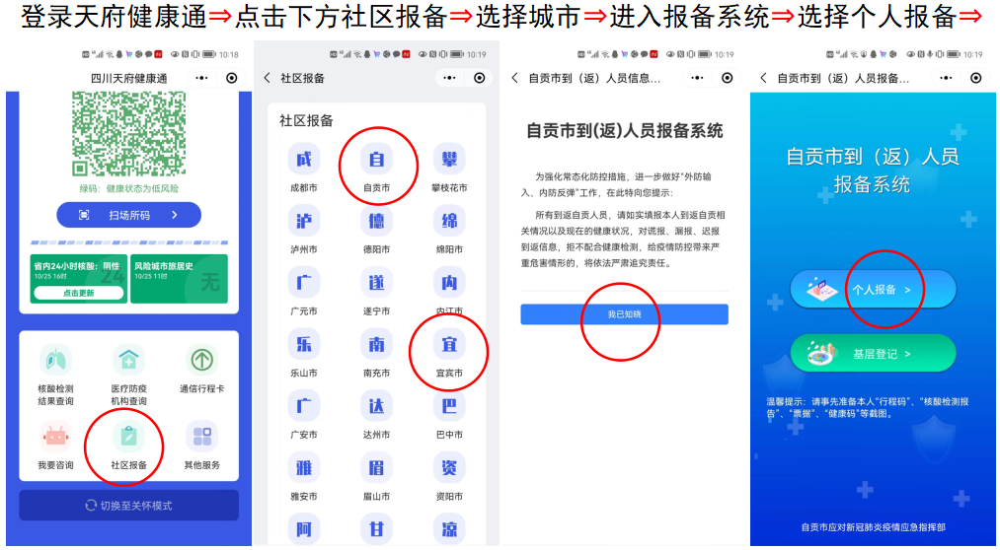 登录天府健康通⇒点击下方社区报备⇒选择城市⇒进入报备系统⇒选择个人报备⇒
10:18
四川天府健康通
绿码：健康状态为低风险
扫场所码 >
省内24小时核酸：阴性
10/25 16时
24
点击更新
风险城市旅居史
10/25 11时
无
核酸检测
结果查询
医疗防疫
机构查询
通信行程卡
我要咨询
社区报备
其他服务
切换至关怀模式
10:19
社区报备
社区报备
成 自 攀
成都市 自贡市 攀枝花市
泸 德 绵
泸州市 德阳市 绵阳市
广 遂 内
广元市 遂宁市 内江市
乐 南 宜
乐山市 南充市 宜宾市
广 达 巴
广安市 达州市 巴中市
雅 眉 资
雅安市 眉山市 资阳市
阿 甘 凉
10:19
自贡市到（返）人员信息...
自贡市到(返)人员报备系统
为强化常态化防控措施，进一步做好“外防输
入、内防反弹”工作，在此特向您提示：
所有到返自贡人员，请如实填报本人到返自贡相
关情况以及现在的健康状况，对谎报、漏报、迟报
到返信息，拒不配合健康检测，给疫情防控带来严
重危害情形的，将依法严肃追究责任。
我已知晓
10:19
自贡市到（返）人员报备...
自贡市到（返）人员
报备系统
个人报备 >
基层登记 >
温馨提示：请事先准备本人“行程码”、“核酸检测报
告”、“票据”、“健康码”等截图。
自贡市应对新冠肺炎疫情应急指挥部